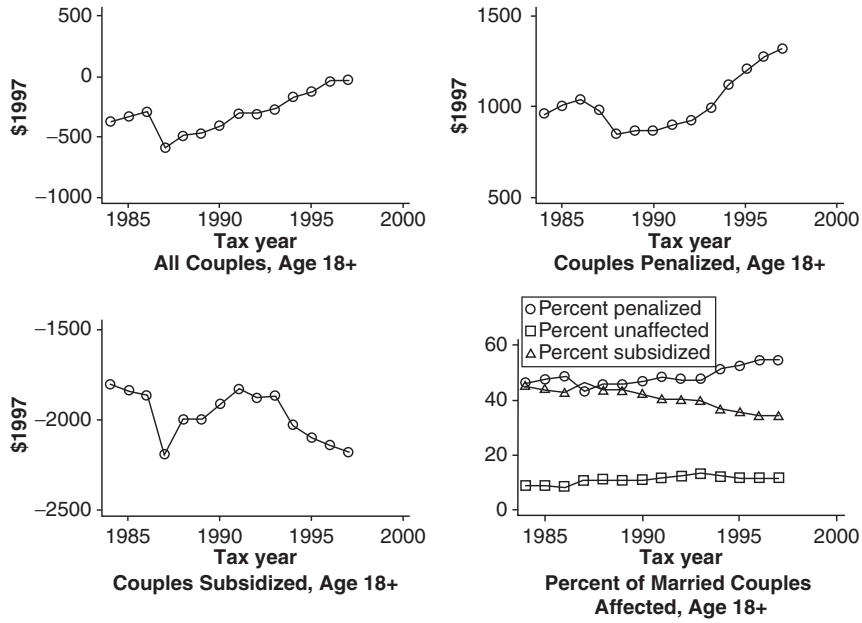 500
0
−500
−1000
$1997
1985 1990 1995 2000
Tax year
All Couples, Age 18+
1500
1000
500
$1997
1985 1990 1995 2000
Tax year
Couples Penalized, Age 18+
−1500
−2000
−2500
$1997
1985 1990 1995 2000
Tax year
Couples Subsidized, Age 18+
Percent penalized
Percent unaffected
Percent subsidized
60
40
20
0
1985 1990 1995 2000
Tax year
Percent of Married Couples
Affected, Age 18+